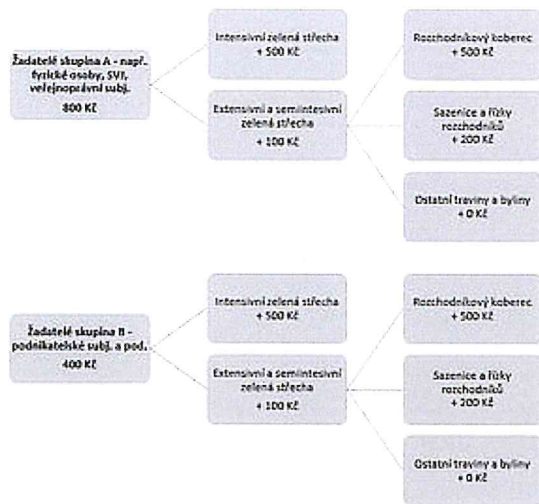 Intensivní zelená střecha
+ 500 Kč
Rozchodníkový koberec
+ 500 Kč
Žadatelé skupina A - např.
fyzické osoby, SVJ,
veřejnoprávní subj.
800 Kč
Extensivní a semiintesivní
zelená střecha
+ 100 Kč
Sazenice a řízky
rozchodníků
+ 200 Kč
Ostatní traviny a byliny
+ 0 Kč
Intensivní zelená střecha
+ 500 Kč
Rozchodníkový koberec
+ 500 Kč
Žadatelé skupina B -
podnikatelské subj. a pod.
400 Kč
Extensivní a semiintesivní
zelená střecha
+ 100 Kč
Sazenice a řízky
rozchodníků
+ 200 Kč
Ostatní traviny a byliny
+ 0 Kč